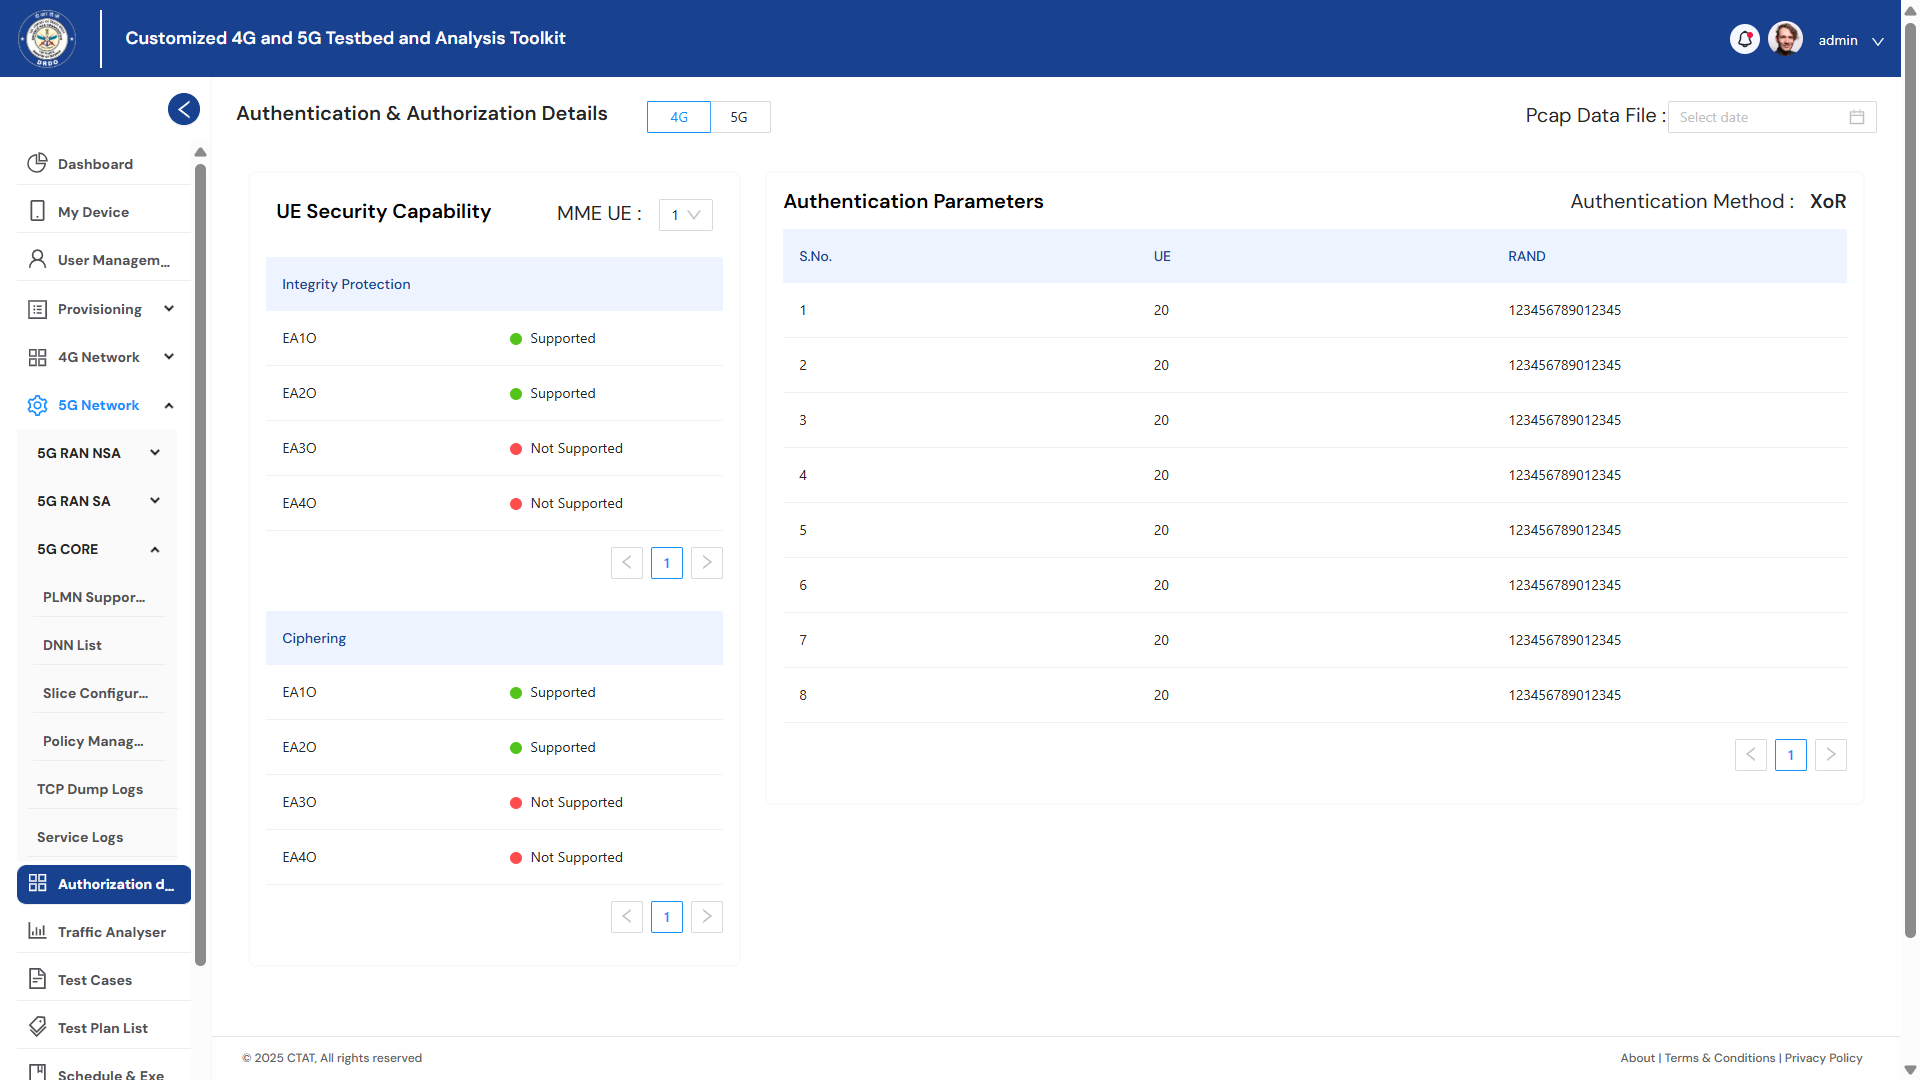 DRDO
Customized 4G and 5G Testbed and Analysis Toolkit
admin
Dashboard
My Device
User Managem...
Provisioning
4G Network
5G Network
5G RAN NSA
5G RAN SA
5G CORE
PLMN Suppor...
DNN List
Slice Configur...
Policy Manag...
TCP Dump Logs
Service Logs
Authorization d...
Traffic Analyser
Test Cases
Test Plan List
Schedule & Exe
Authentication & Authorization Details
4G
5G
Pcap Data File :
Select date
UE Security Capability
MME UE :
1
Integrity Protection
EA1O Supported
EA2O Supported
EA3O Not Supported
EA4O Not Supported
1
Ciphering
EA1O Supported
EA2O Supported
EA3O Not Supported
EA4O Not Supported
1
Authentication Parameters
Authentication Method : XoR
S.No. UE RAND
1 20 123456789012345
2 20 123456789012345
3 20 123456789012345
4 20 123456789012345
5 20 123456789012345
6 20 123456789012345
7 20 123456789012345
8 20 123456789012345
1
© 2025 CTAT, All rights reserved
About | Terms & Conditions | Privacy Policy